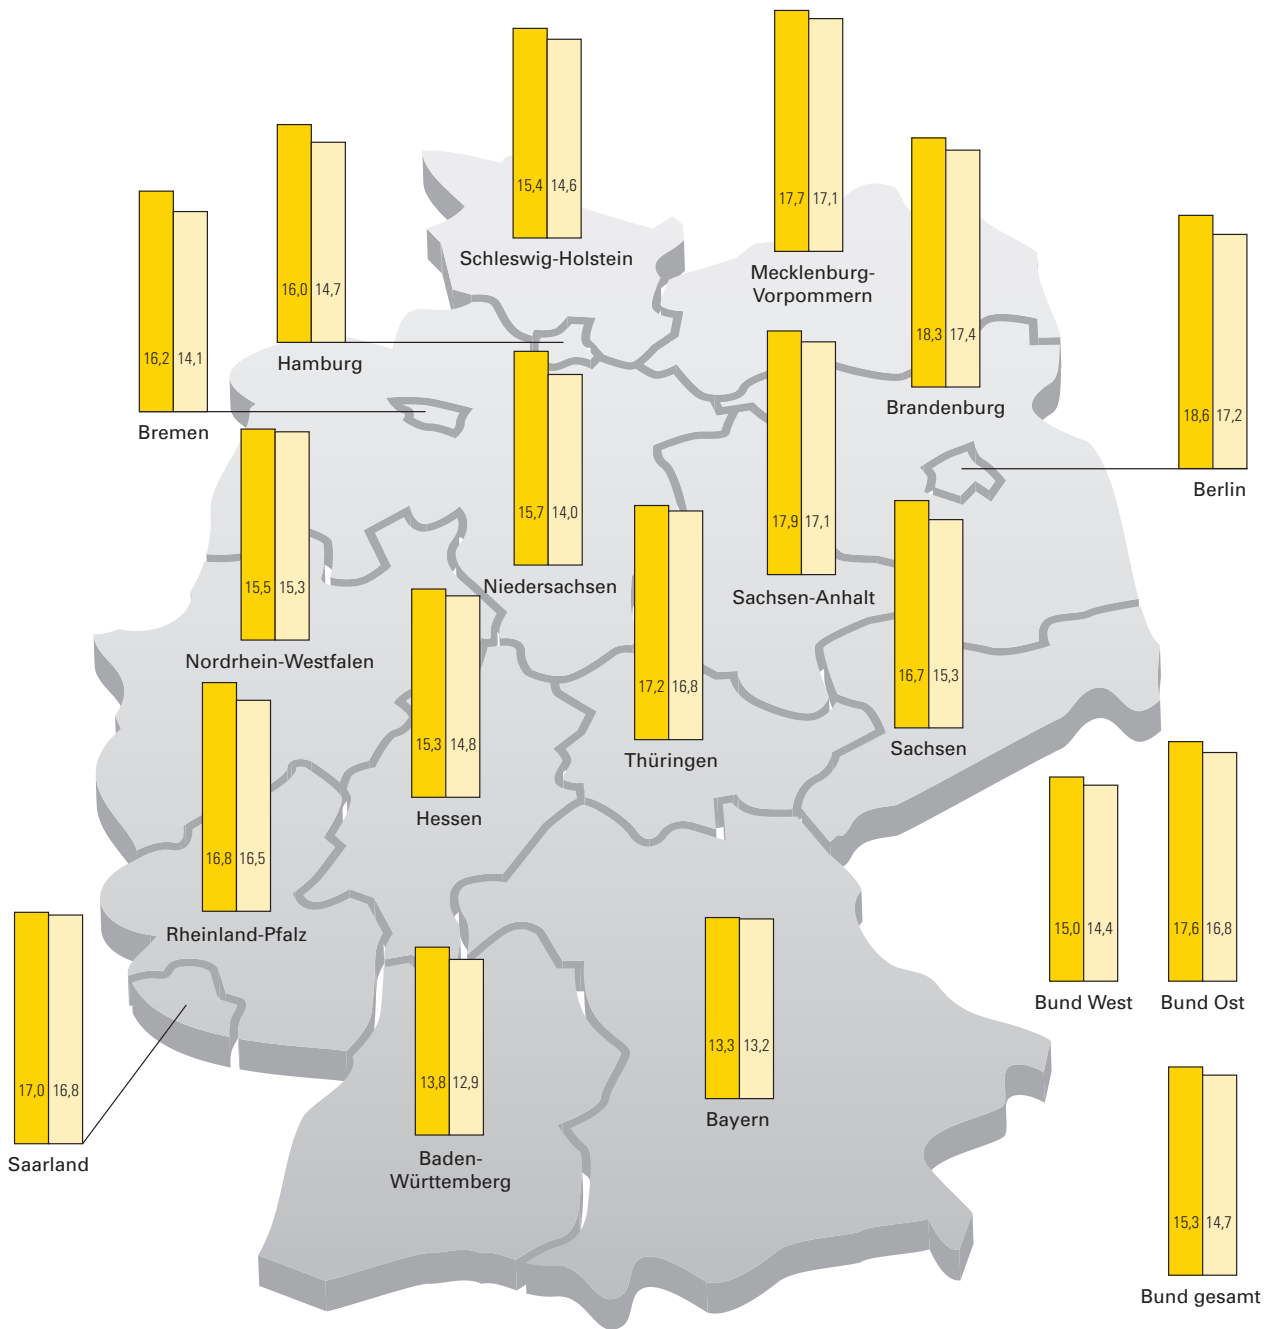 15,4 14,6
Schleswig-Holstein
17,7 17,1
Mecklenburg-
Vorpommern
16,0 14,7
Hamburg
18,3 17,4
Brandenburg
16,2 14,1
Bremen
18,6 17,2
Berlin
15,7 14,0
Niedersachsen
17,9 17,1
Sachsen-Anhalt
15,5 15,3
Nordrhein-Westfalen
17,2 16,8
Thüringen
16,7 15,3
Sachsen
15,3 14,8
Hessen
16,8 16,5
Rheinland-Pfalz
15,0 14,4
Bund West
17,6 16,8
Bund Ost
17,0 16,8
Saarland
13,8 12,9
Baden-
Württemberg
13,3 13,2
Bayern
15,3 14,7
Bund gesamt